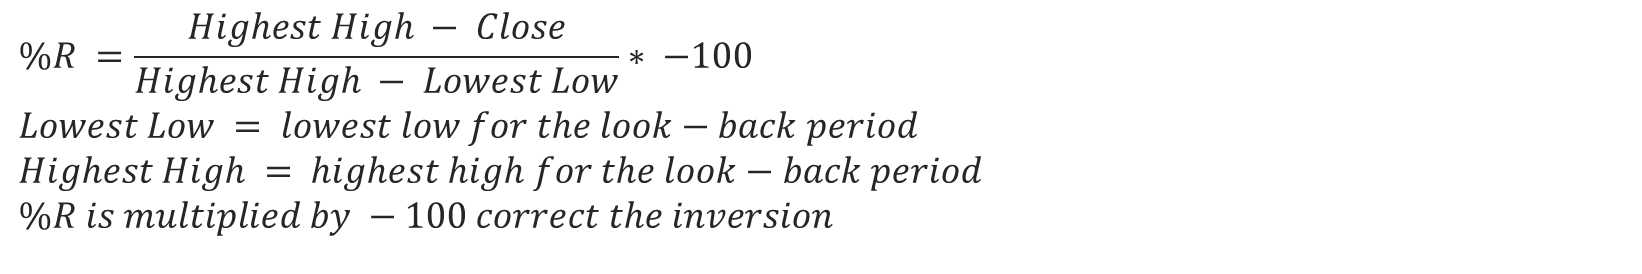 %R = Highest High − Close / Highest High − Lowest Low * −100
Lowest Low = lowest low for the look − back period
Highest High = highest high for the look − back period
%R is multiplied by − 100 correct the inversion